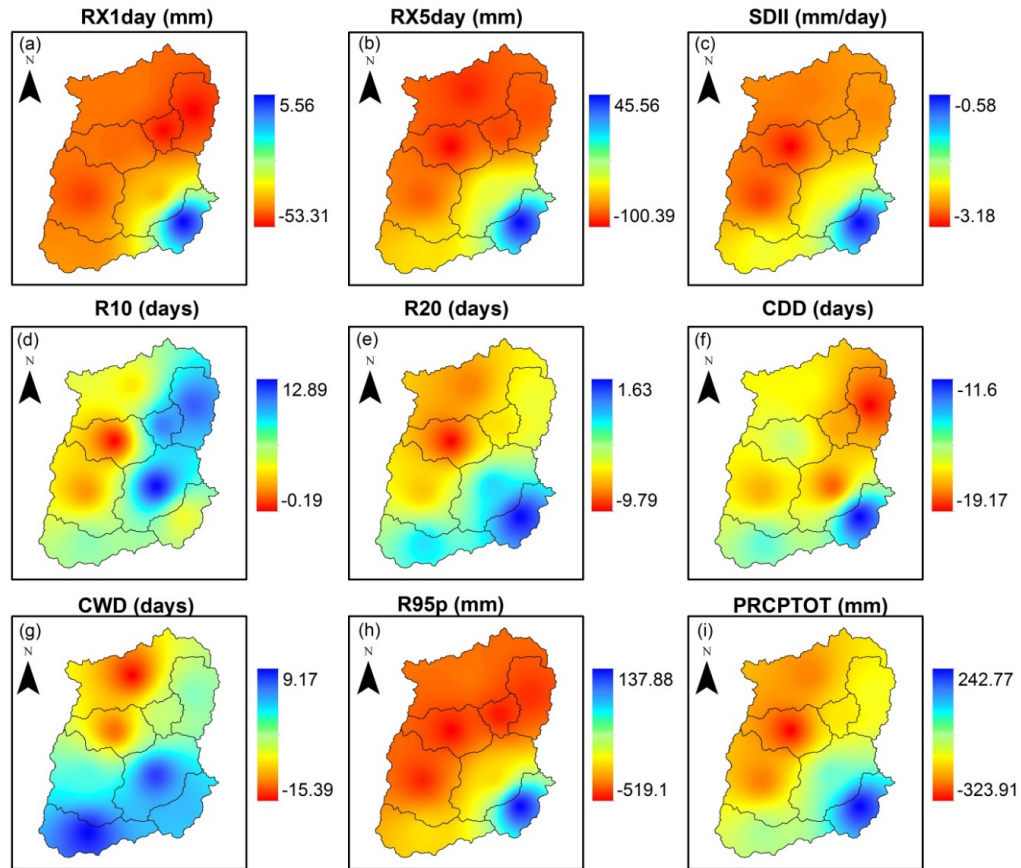 RX1day (mm)
RX5day (mm)
SDII (mm/day)
(a)
N
5.56
-53.31
(b)
N
45.56
-100.39
(c)
N
-0.58
-3.18
R10 (days)
R20 (days)
CDD (days)
(d)
N
12.89
-0.19
(e)
N
1.63
-9.79
(f)
N
-11.6
-19.17
CWD (days)
R95p (mm)
PRCPTOT (mm)
(g)
N
9.17
-15.39
(h)
N
137.88
-519.1
(i)
N
242.77
-323.91